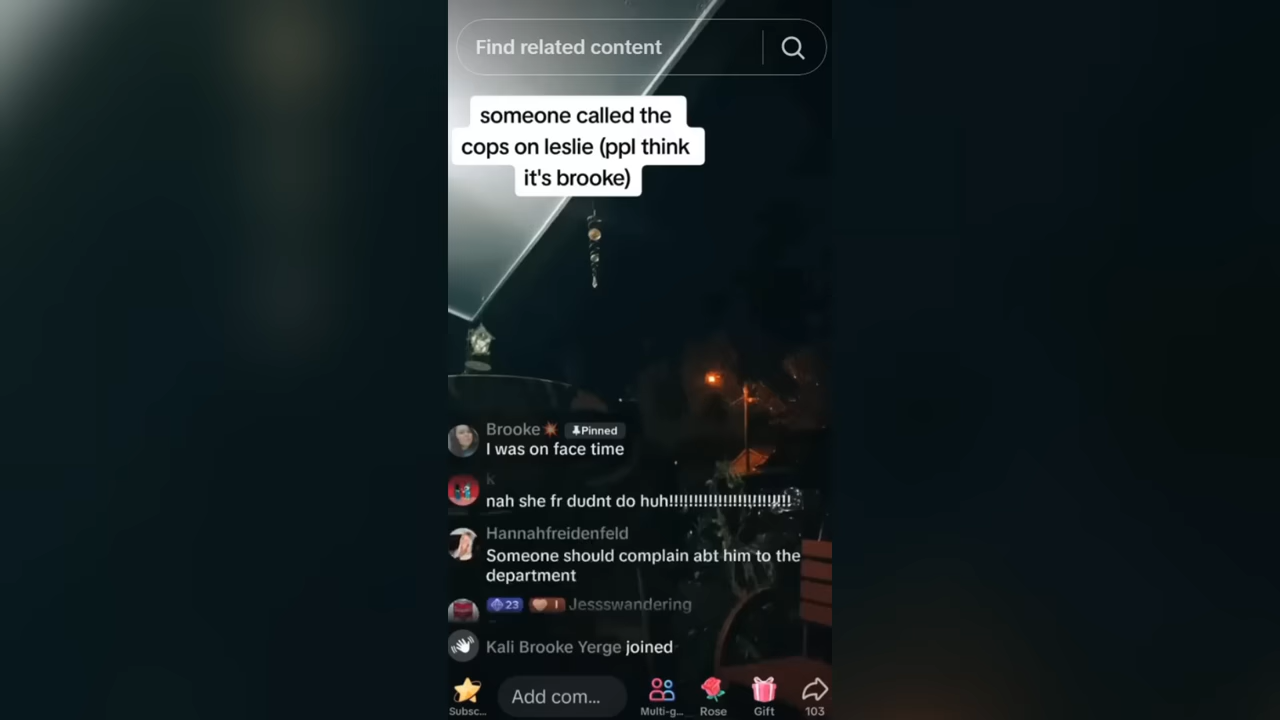 Find related content
someone called the
cops on leslie (ppl think
it's brooke)
Brooke💥 Pinned
I was on face time
k
nah she fr dudnt do huh!!!!!!!!!!!!!!!!!!!!!!!!!
Hannahfreidenfeld
Someone should complain abt him to the
department
23 I Jessswandering
Kali Brooke Yerge joined
Add com...
Subsc...
Multi-g...
Rose
Gift
103